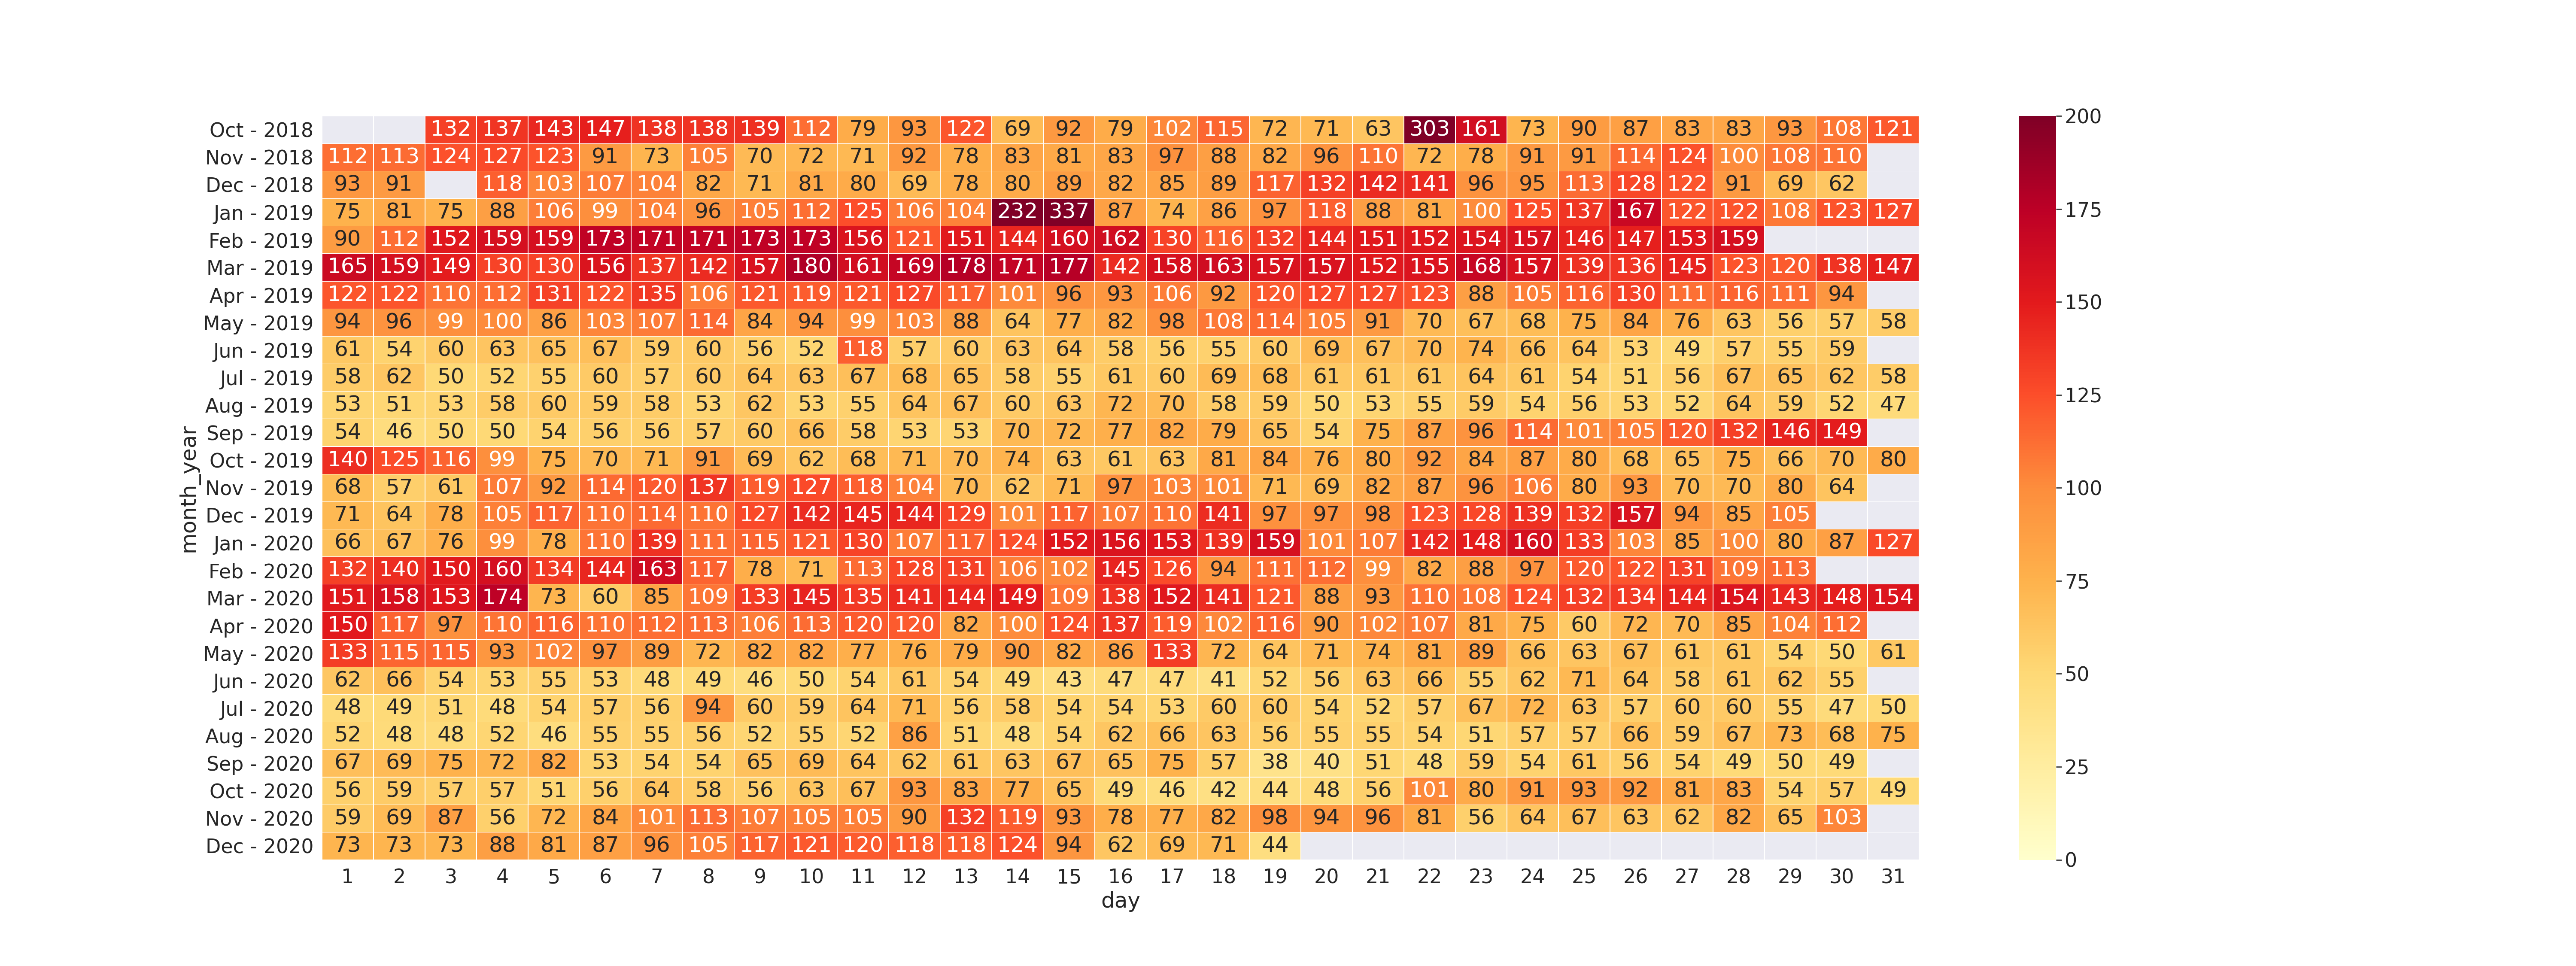 Oct - 2018 132 137 143 147 138 138 139 112 79 93 122 69 92 79 102 115 72 71 63 303 161 73 90 87 83 83 93 108 121 200
Nov - 2018 112 113 124 127 123 91 73 105 70 72 71 92 78 83 81 83 97 88 82 96 110 72 78 91 91 114 124 100 108 110
Dec - 2018 93 91 118 103 107 104 82 71 81 80 69 78 80 89 82 85 89 117 132 142 141 96 95 113 128 122 91 69 62
Jan - 2019 75 81 75 88 106 99 104 96 105 112 125 106 104 232 337 87 74 86 97 118 88 81 100 125 137 167 122 122 108 123 127 175
Feb - 2019 90 112 152 159 159 173 171 171 173 173 156 121 151 144 160 162 130 116 132 144 151 152 154 157 146 147 153 159
Mar - 2019 165 159 149 130 130 156 137 142 157 180 161 169 178 171 177 142 158 163 157 157 152 155 168 157 139 136 145 123 120 138 147
Apr - 2019 122 122 110 112 131 122 135 106 121 119 121 127 117 101 96 93 106 92 120 127 127 123 88 105 116 130 111 116 111 94 150
May - 2019 94 96 99 100 86 103 107 114 84 94 99 103 88 64 77 82 98 108 114 105 91 70 67 68 75 84 76 63 56 57 58
Jun - 2019 61 54 60 63 65 67 59 60 56 52 118 57 60 63 64 58 56 55 60 69 67 70 74 66 64 53 49 57 55 59
Jul - 2019 58 62 50 52 55 60 57 60 64 63 67 68 65 58 55 61 60 69 68 61 61 61 64 61 54 51 56 67 65 62 58
Aug - 2019 53 51 53 58 60 59 58 53 62 53 55 64 67 60 63 72 70 58 59 50 53 55 59 54 56 53 52 64 59 52 47 125
Sep - 2019 54 46 50 50 54 56 56 57 60 66 58 53 53 70 72 77 82 79 65 54 75 87 96 114 101 105 120 132 146 149
Oct - 2019 140 125 116 99 75 70 71 91 69 62 68 71 70 74 63 61 63 81 84 76 80 92 84 87 80 68 65 75 66 70 80
month_year
Nov - 2019 68 57 61 107 92 114 120 137 119 127 118 104 70 62 71 97 103 101 71 69 82 87 96 106 80 93 70 70 80 64 100
Dec - 2019 71 64 78 105 117 110 114 110 127 142 145 144 129 101 117 107 110 141 97 97 98 123 128 139 132 157 94 85 105
Jan - 2020 66 67 76 99 78 110 139 111 115 121 130 107 117 124 152 156 153 139 159 101 107 142 148 160 133 103 85 100 80 87 127
Feb - 2020 132 140 150 160 134 144 163 117 78 71 113 128 131 106 102 145 126 94 111 112 99 82 88 97 120 122 131 109 113 75
Mar - 2020 151 158 153 174 73 60 85 109 133 145 135 141 144 149 109 138 152 141 121 88 93 110 108 124 132 134 144 154 143 148 154
Apr - 2020 150 117 97 110 116 110 112 113 106 113 120 120 82 100 124 137 119 102 116 90 102 107 81 75 60 72 70 85 104 112
May - 2020 133 115 115 93 102 97 89 72 82 82 77 76 79 90 82 86 133 72 64 71 74 81 89 66 63 67 61 61 54 50 61
Jun - 2020 62 66 54 53 55 53 48 49 46 50 54 61 54 49 43 47 47 41 52 56 63 66 55 62 71 64 58 61 62 55 50
Jul - 2020 48 49 51 48 54 57 56 94 60 59 64 71 56 58 54 54 53 60 60 54 52 57 67 72 63 57 60 60 55 47 50
Aug - 2020 52 48 48 52 46 55 55 56 52 55 52 86 51 48 54 62 66 63 56 55 55 54 51 57 57 66 59 67 73 68 75
Sep - 2020 67 69 75 72 82 53 54 54 65 69 64 62 61 63 67 65 75 57 38 40 51 48 59 54 61 56 54 49 50 49 25
Oct - 2020 56 59 57 57 51 56 64 58 56 63 67 93 83 77 65 49 46 42 44 48 56 101 80 91 93 92 81 83 54 57 49
Nov - 2020 59 69 87 56 72 84 101 113 107 105 105 90 132 119 93 78 77 82 98 94 96 81 56 64 67 63 62 82 65 103
Dec - 2020 73 73 73 88 81 87 96 105 117 121 120 118 118 124 94 62 69 71 44 0
1 2 3 4 5 6 7 8 9 10 11 12 13 14 15 16 17 18 19 20 21 22 23 24 25 26 27 28 29 30 31
day